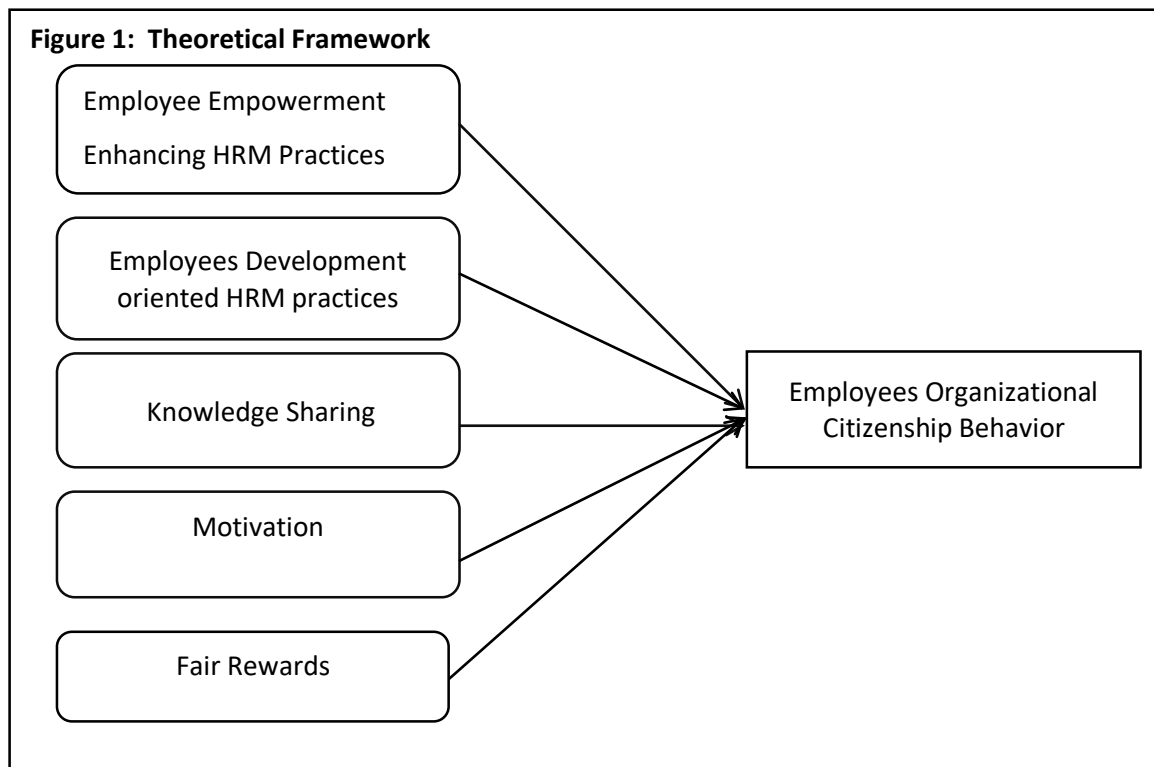 Figure 1: Theoretical Framework
Employee Empowerment
Enhancing HRM Practices
Employees Development
oriented HRM practices
Knowledge Sharing
Employees Organizational
Citizenship Behavior
Motivation
Fair Rewards